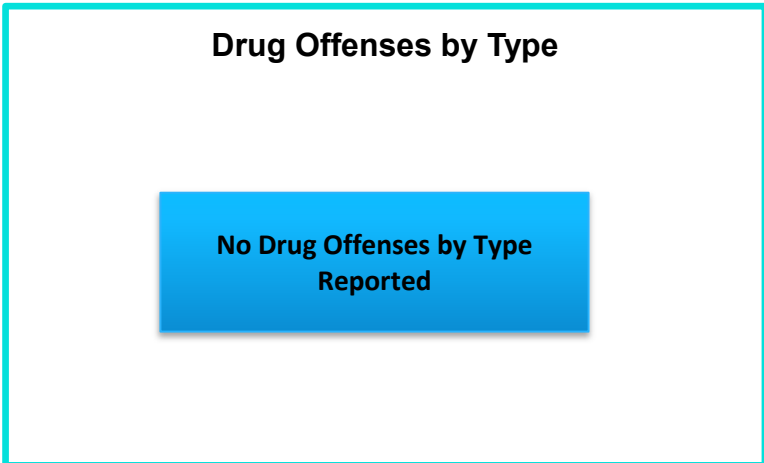 Drug Offenses by Type
No Drug Offenses by Type
Reported